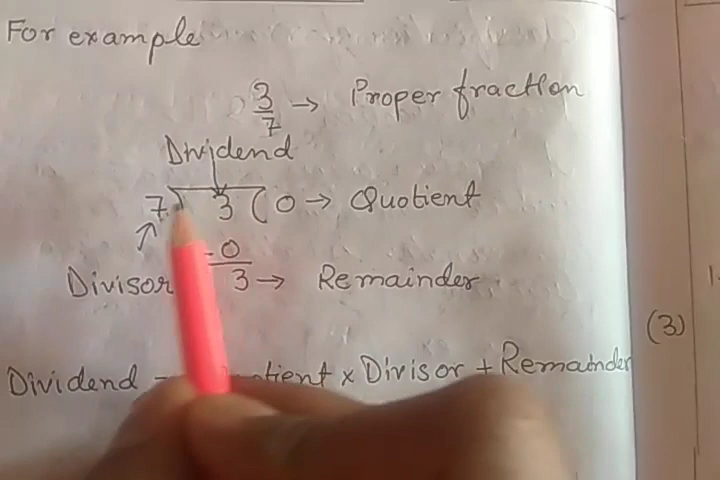 For example
3/7 → Proper fraction
Dividend
7) 3 (0 → Quotient
- 0
Divisor 3 → Remainder
(3)
Dividend = × Divisor + Remainder